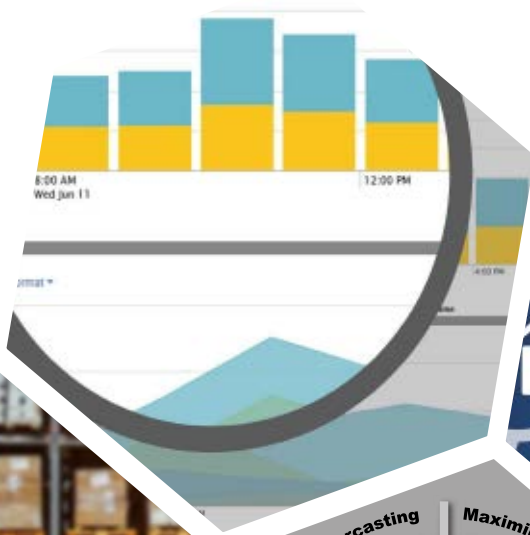 8:00 AM
Wed Jun 11
12:00 PM
4:00 PM
ormat
rcasting
Maximi